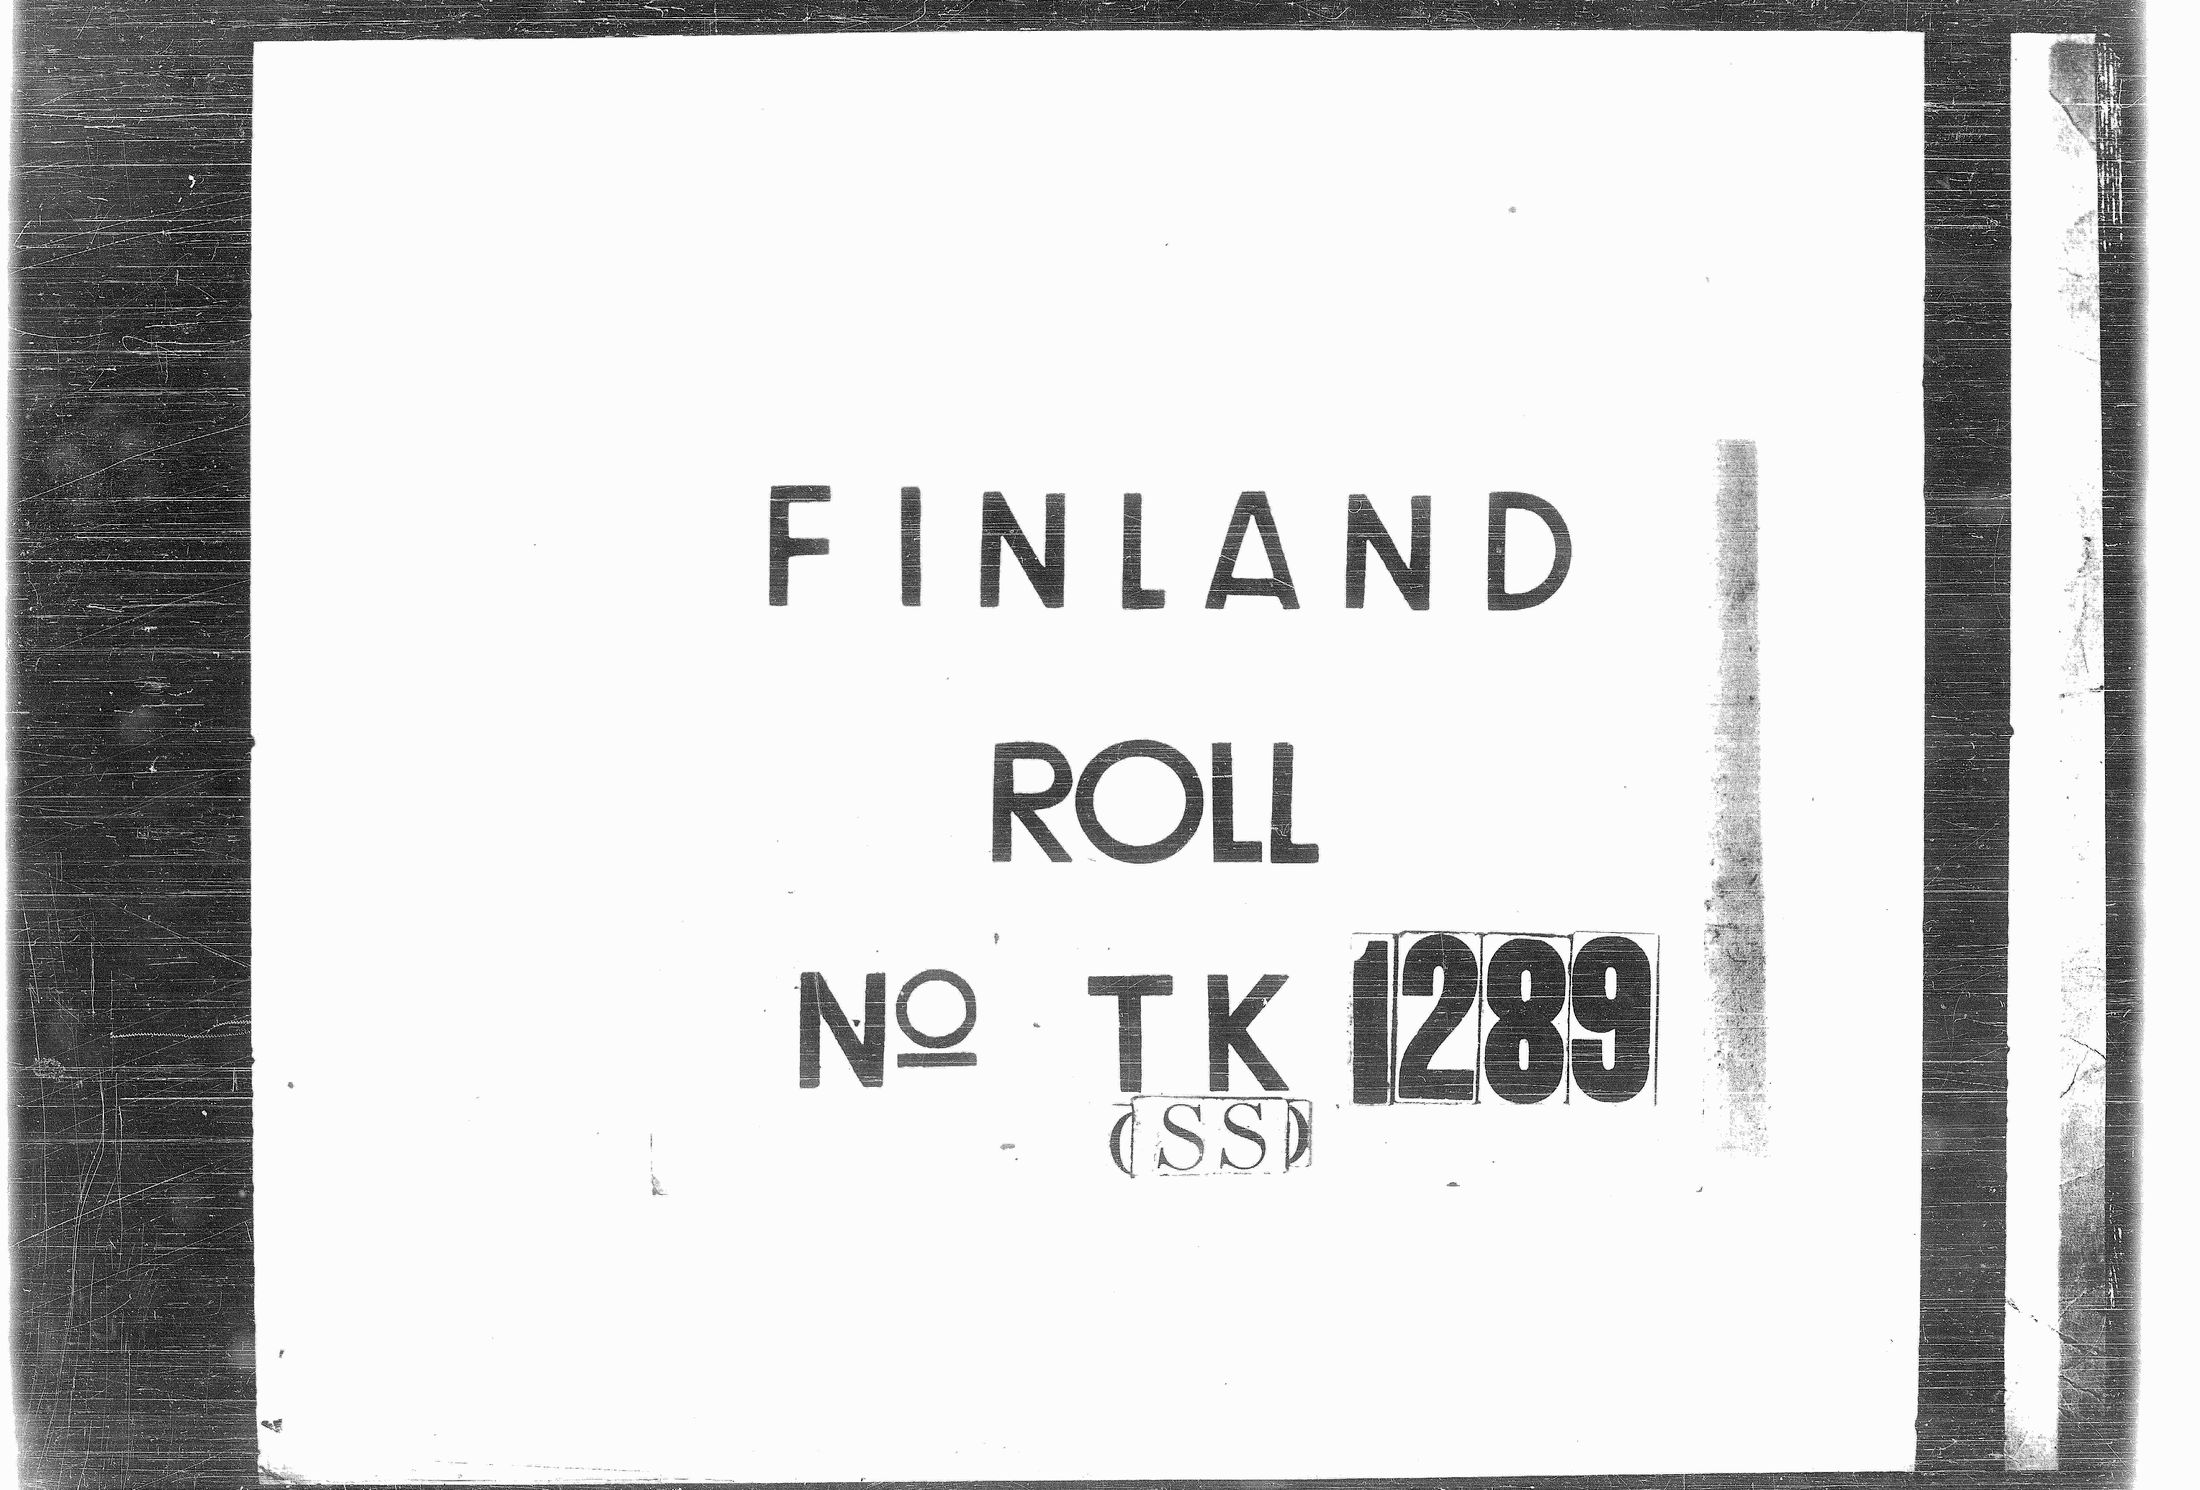 FINLAND
ROLL
Nº TK 1289
(SS)